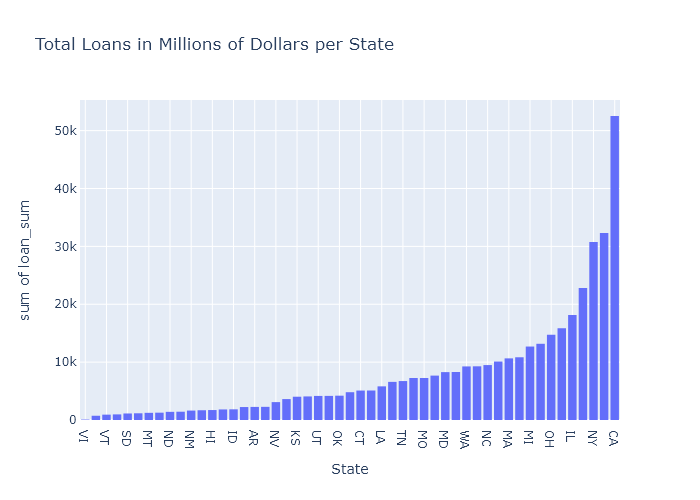 Total Loans in Millions of Dollars per State
sum of loan_sum
50k
40k
30k
20k
10k
0
VI VT SD MT ND NM HI ID AR NV KS UT OK CT LA TN MO MD WA NC MA MI OH IL NY CA
State